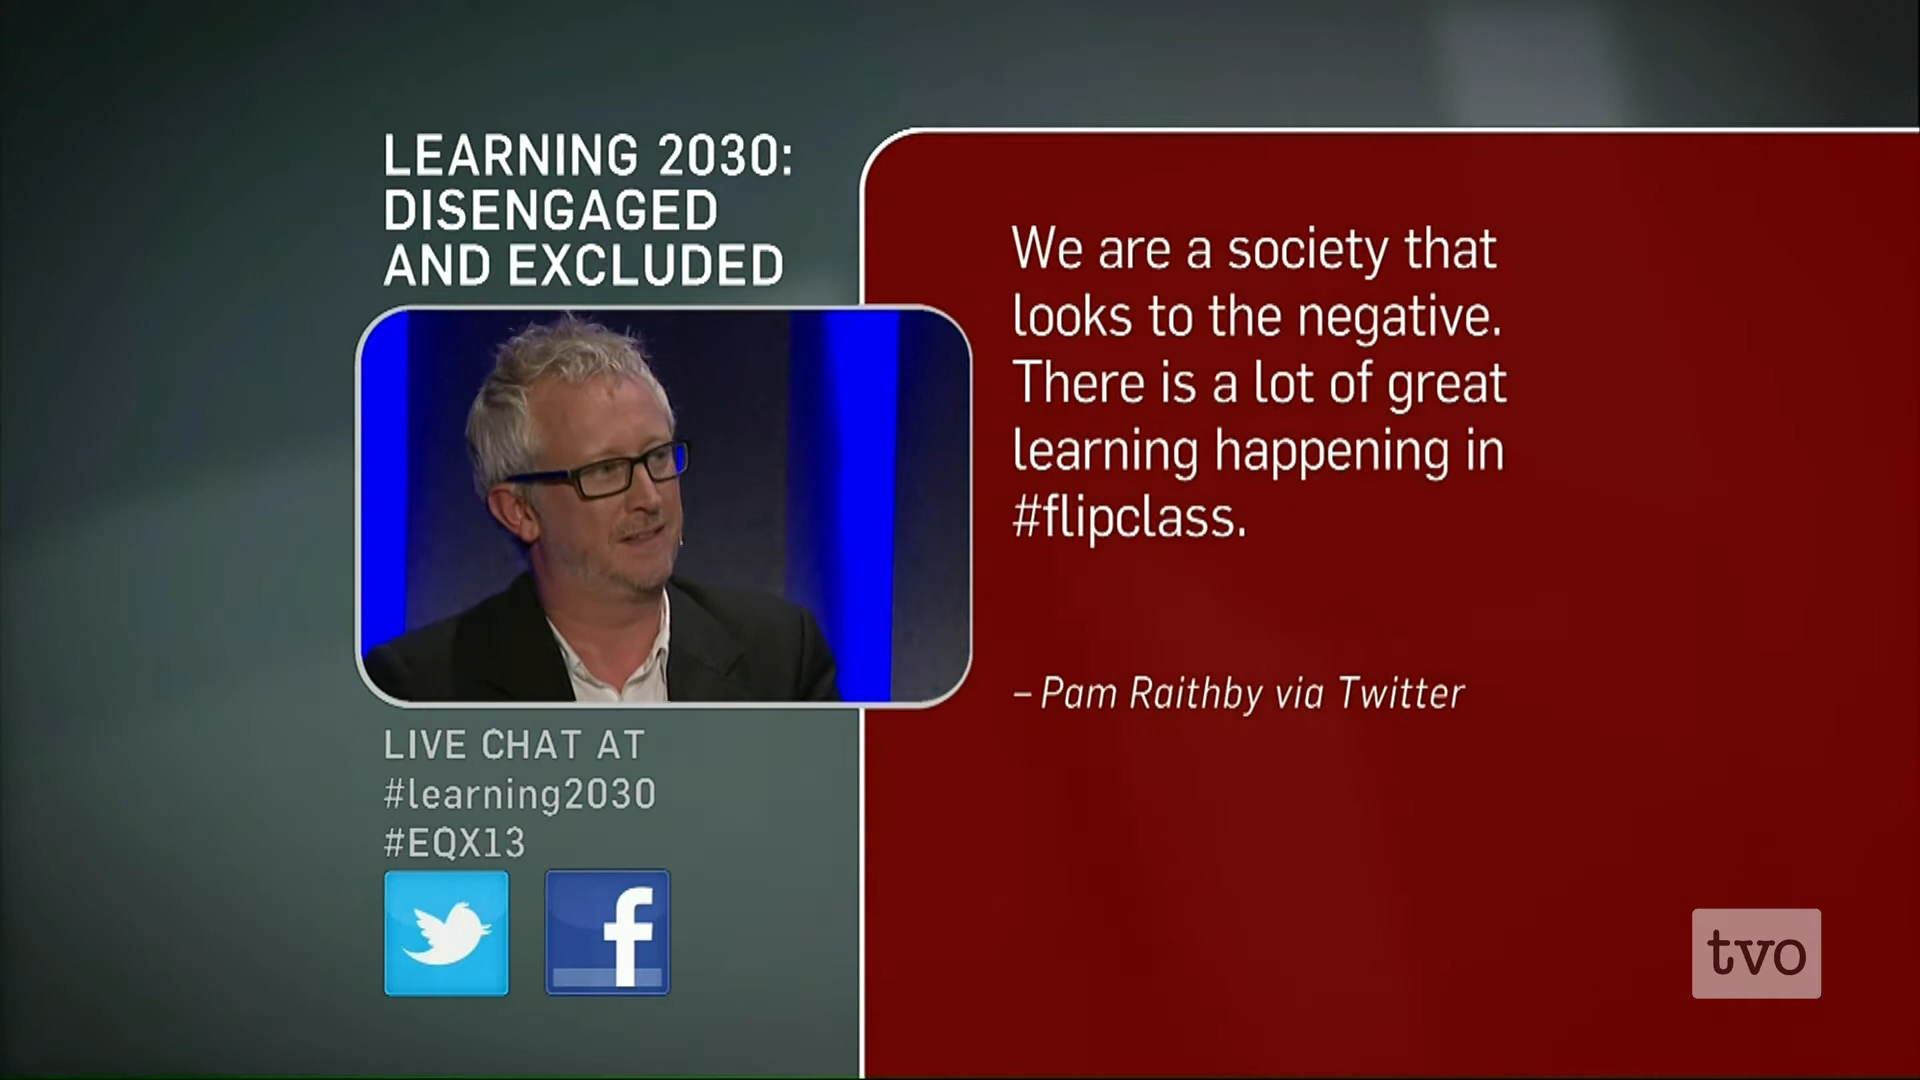 LEARNING 2030:
DISENGAGED
AND EXCLUDED
LIVE CHAT AT
#learning2030
#EQX13
We are a society that
looks to the negative.
There is a lot of great
learning happening in
#flipclass.
– Pam Raithby via Twitter
f
tvo